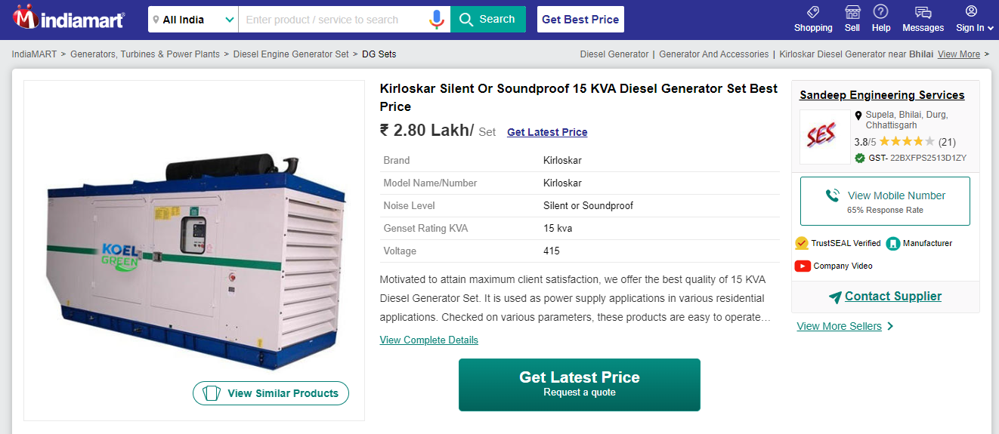 indiamart
All India
Enter product / service to search
Search
Get Best Price
Shopping
Sell
Help
Messages
Sign In
IndiaMART > Generators, Turbines & Power Plants > Diesel Engine Generator Set > DG Sets
Diesel Generator | Generator And Accessories | Kirloskar Diesel Generator near Bhilai View More >
KOEL
GREEN
View Similar Products
Kirloskar Silent Or Soundproof 15 KVA Diesel Generator Set Best
Price
₹ 2.80 Lakh/ Set Get Latest Price
Brand Kirloskar
Model Name/Number Kirloskar
Noise Level Silent or Soundproof
Genset Rating KVA 15 kva
Voltage 415
Motivated to attain maximum client satisfaction, we offer the best quality of 15 KVA
Diesel Generator Set. It is used as power supply applications in various residential
applications. Checked on various parameters, these products are easy to operate…
View Complete Details
Get Latest Price
Request a quote
Sandeep Engineering Services
SES
Supela, Bhilai, Durg,
Chhattisgarh
3.8/5 (21)
GST- 22BXFPS2513D1ZY
View Mobile Number
65% Response Rate
TrustSEAL Verified Manufacturer
Company Video
Contact Supplier
View More Sellers